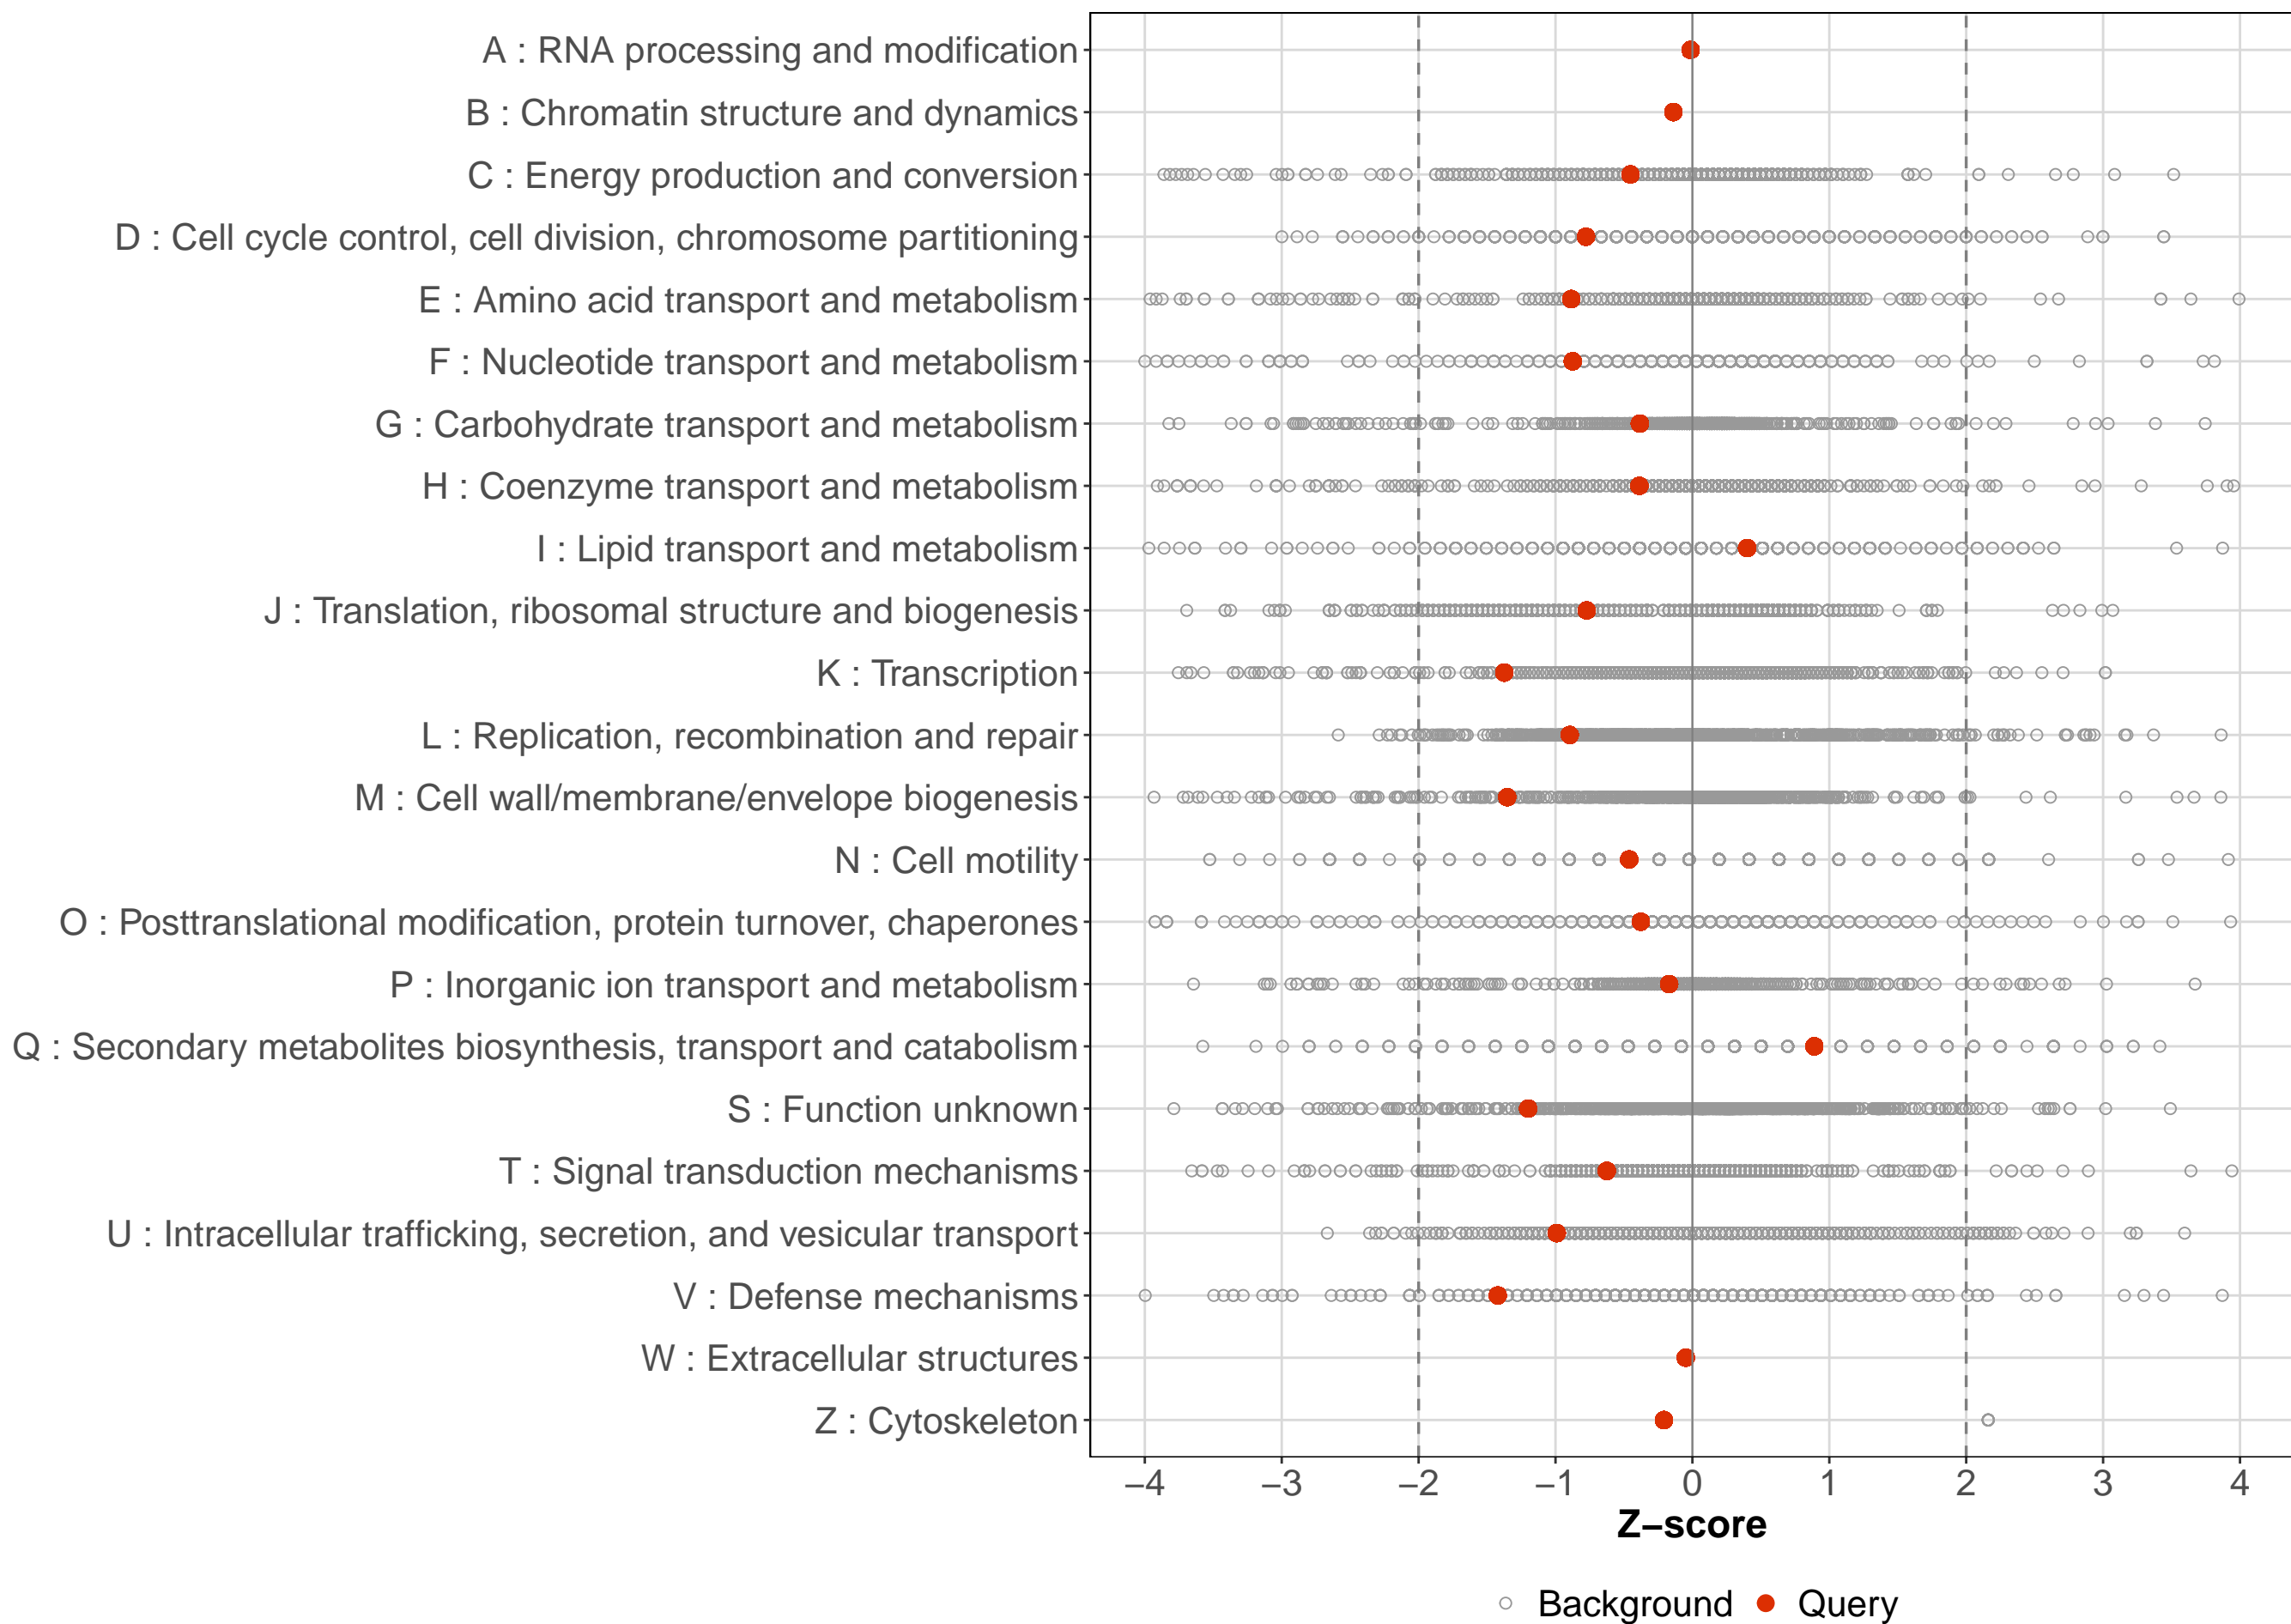 A : RNA processing and modification
B : Chromatin structure and dynamics
C : Energy production and conversion
D : Cell cycle control, cell division, chromosome partitioning
E : Amino acid transport and metabolism
F : Nucleotide transport and metabolism
G : Carbohydrate transport and metabolism
H : Coenzyme transport and metabolism
I : Lipid transport and metabolism
J : Translation, ribosomal structure and biogenesis
K : Transcription
L : Replication, recombination and repair
M : Cell wall/membrane/envelope biogenesis
N : Cell motility
O : Posttranslational modification, protein turnover, chaperones
P : Inorganic ion transport and metabolism
Q : Secondary metabolites biosynthesis, transport and catabolism
S : Function unknown
T : Signal transduction mechanisms
U : Intracellular trafficking, secretion, and vesicular transport
V : Defense mechanisms
W : Extracellular structures
Z : Cytoskeleton
−4 −3 −2 −1 0 1 2 3 4
Z−score
Background Query